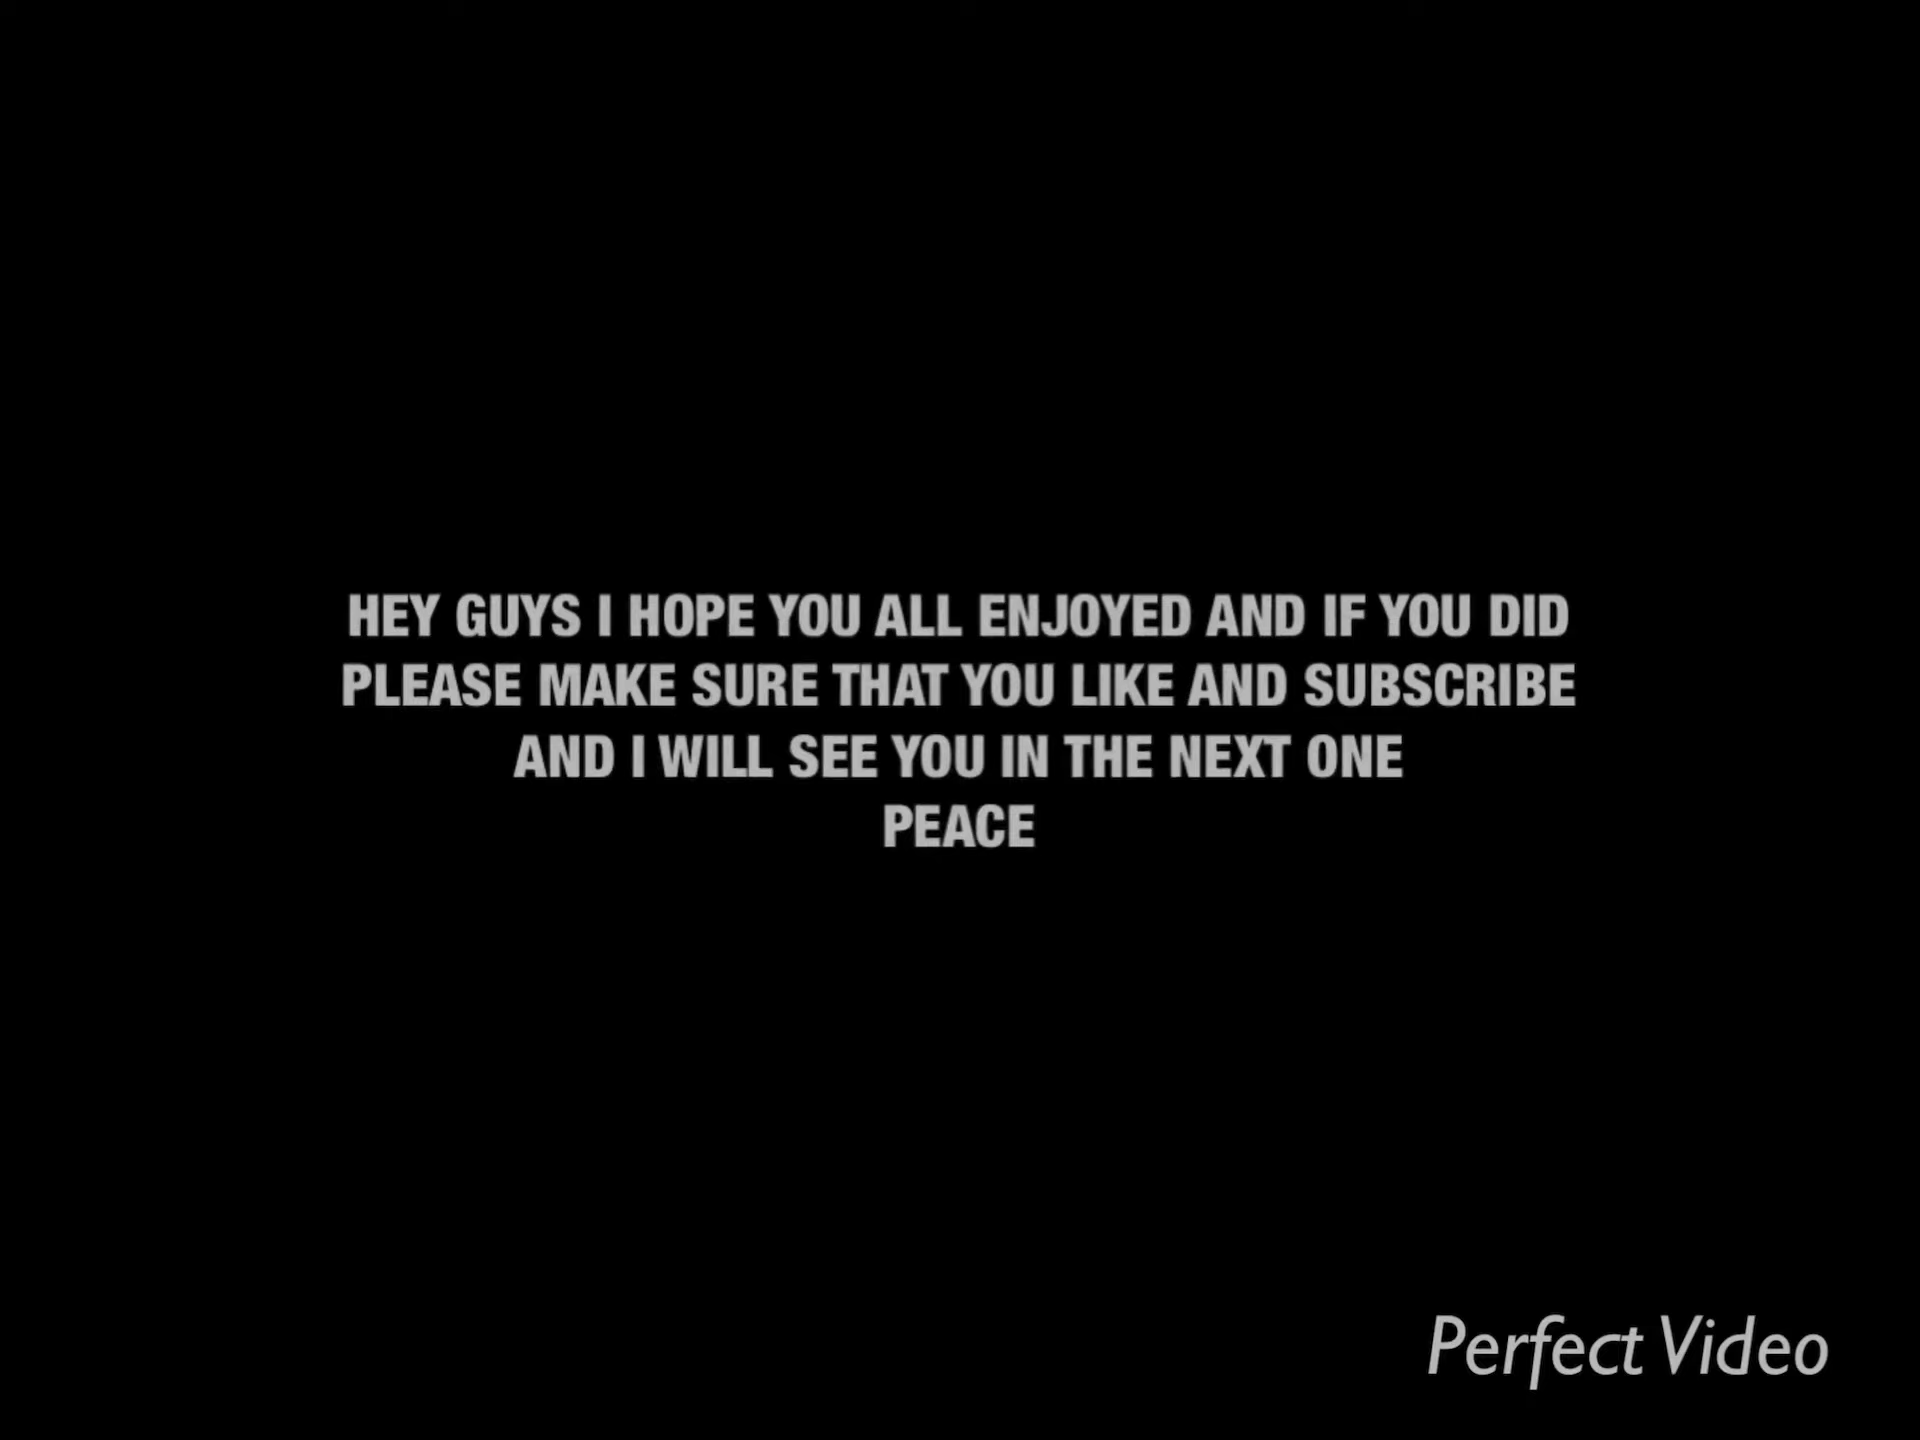 HEY GUYS I HOPE YOU ALL ENJOYED AND IF YOU DID
PLEASE MAKE SURE THAT YOU LIKE AND SUBSCRIBE
AND I WILL SEE YOU IN THE NEXT ONE
PEACE
Perfect Video